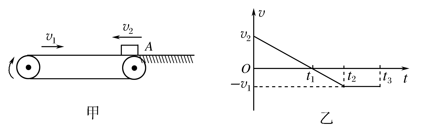 v₁
v₂
A
甲
v
v₂
O
t₁
t₂
t₃
t
−v₁
乙